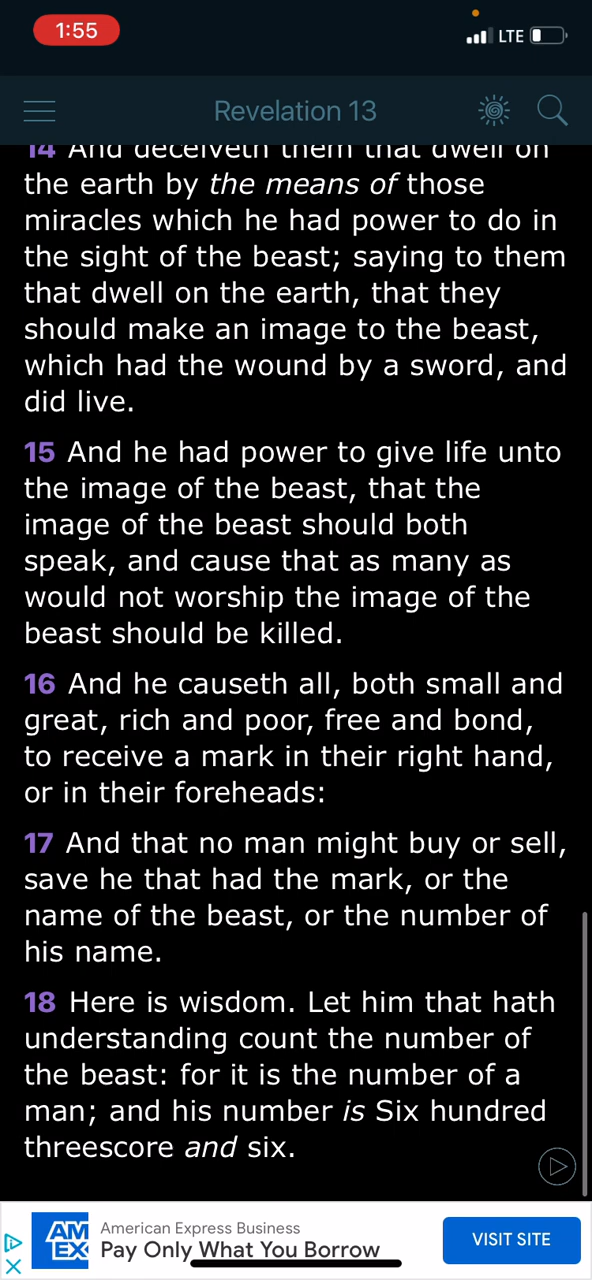 1:55
LTE
Revelation 13
14 And deceiveth them that dwell on
the earth by the means of those
miracles which he had power to do in
the sight of the beast; saying to them
that dwell on the earth, that they
should make an image to the beast,
which had the wound by a sword, and
did live.
15 And he had power to give life unto
the image of the beast, that the
image of the beast should both
speak, and cause that as many as
would not worship the image of the
beast should be killed.
16 And he causeth all, both small and
great, rich and poor, free and bond,
to receive a mark in their right hand,
or in their foreheads:
17 And that no man might buy or sell,
save he that had the mark, or the
name of the beast, or the number of
his name.
18 Here is wisdom. Let him that hath
understanding count the number of
the beast: for it is the number of a
man; and his number is Six hundred
threescore and six.
AM
EX
American Express Business
Pay Only What You Borrow
VISIT SITE